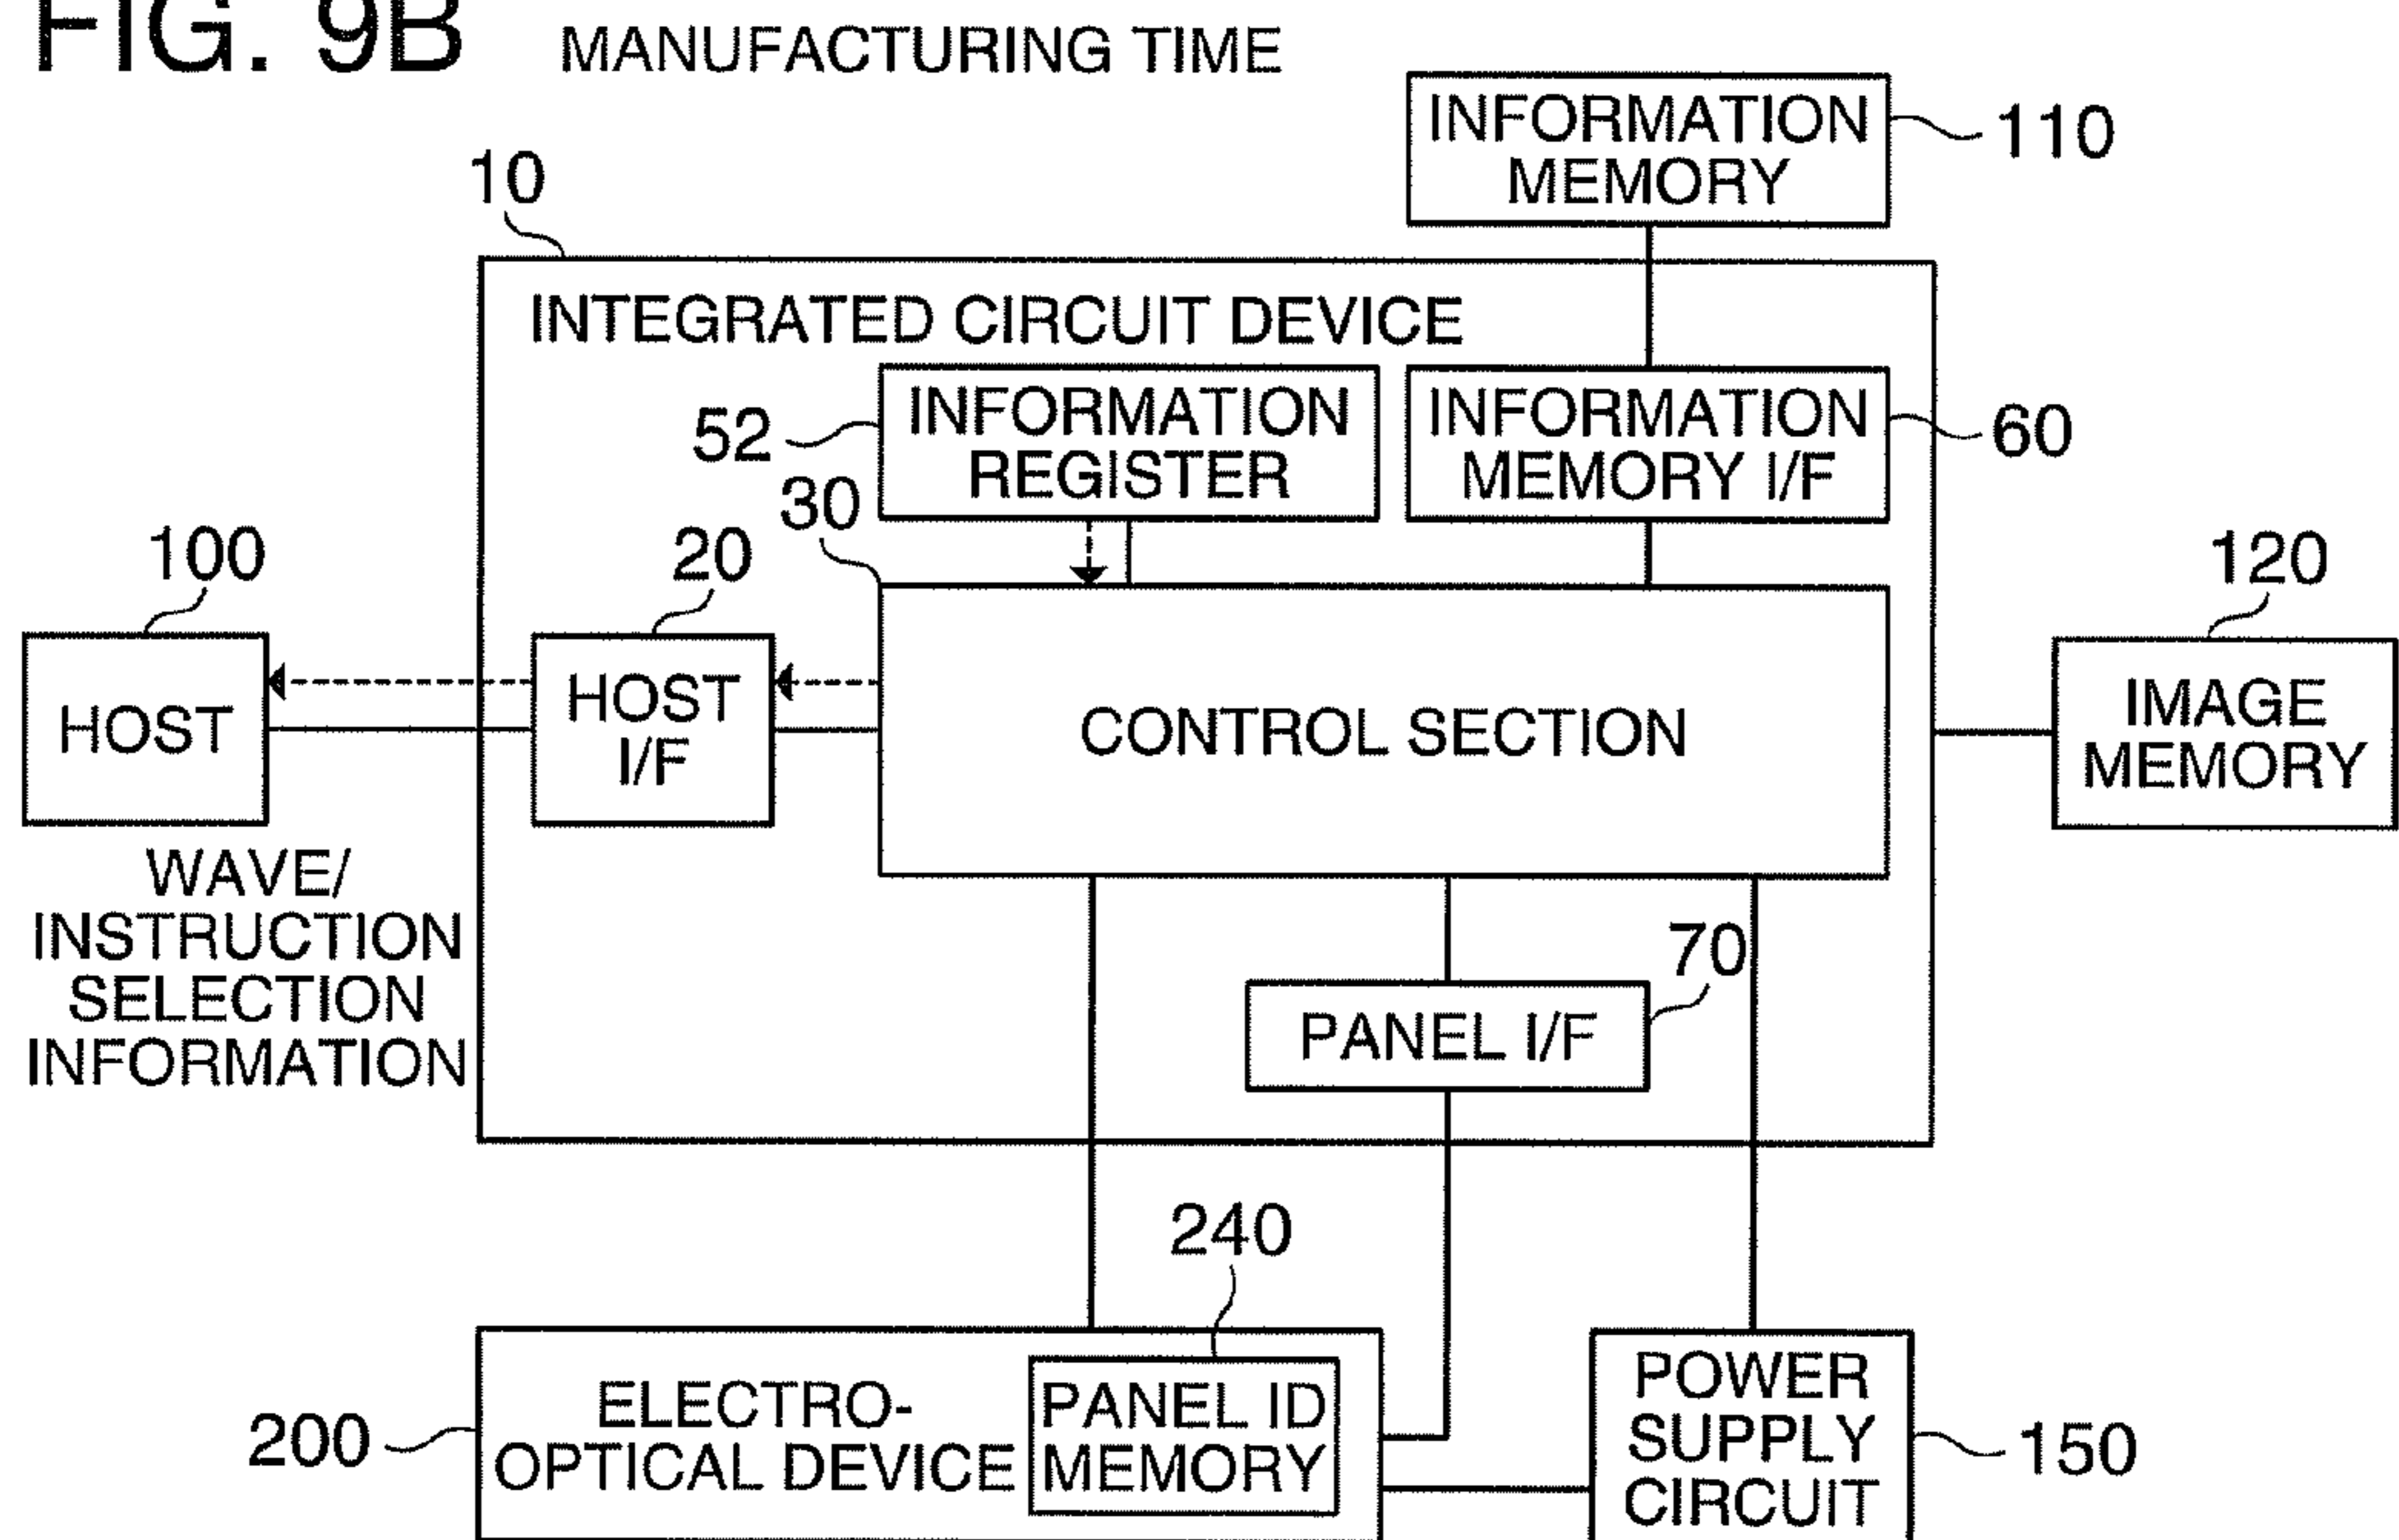 FIG. 9B MANUFACTURING TIME
INFORMATION
MEMORY
110
10
INTEGRATED CIRCUIT DEVICE
52
INFORMATION
REGISTER
INFORMATION
MEMORY I/F
60
30
100
20
120
HOST
HOST
I/F
CONTROL SECTION
IMAGE
MEMORY
WAVE/
INSTRUCTION
SELECTION
INFORMATION
70
PANEL I/F
240
200
ELECTRO-
OPTICAL DEVICE
PANEL ID
MEMORY
POWER
SUPPLY
CIRCUIT
150